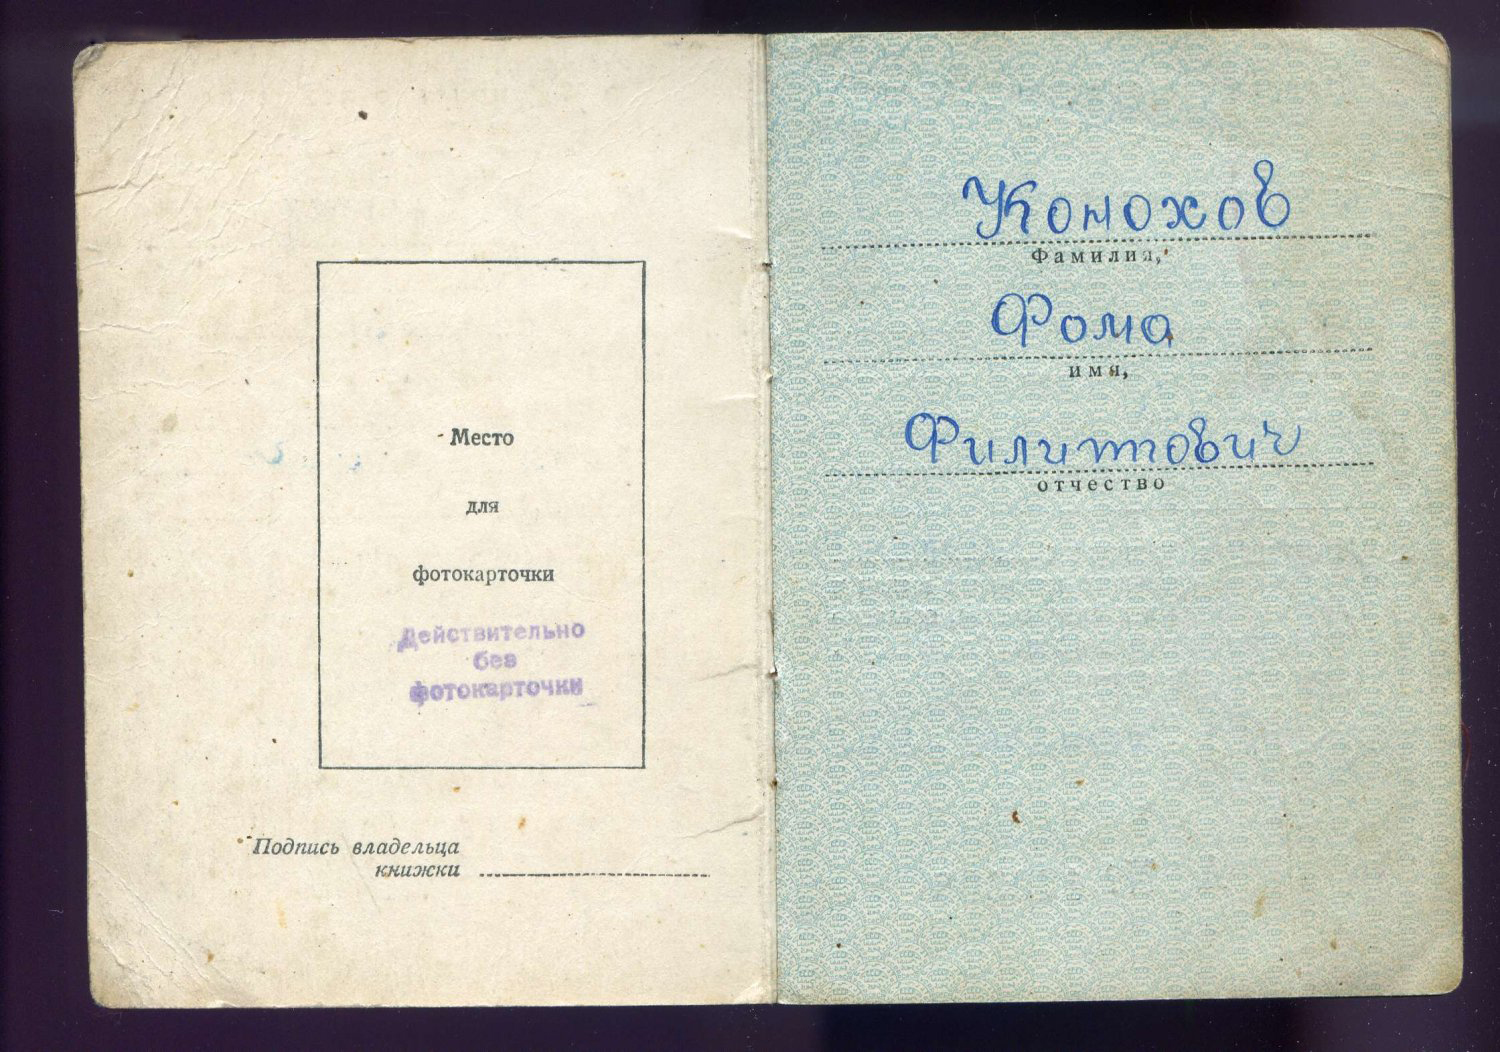 Место
для
фотокарточки
Действительно
без
фотокарточки
Подпись владельца
книжки
Конохов
Фамилия,
Фома
имя,
Филиппович
отчество